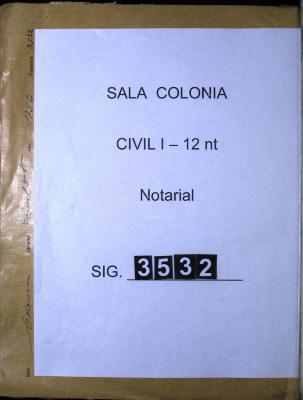 SALA COLONIA
CIVIL I – 12 nt
Notarial
SIG. 3532